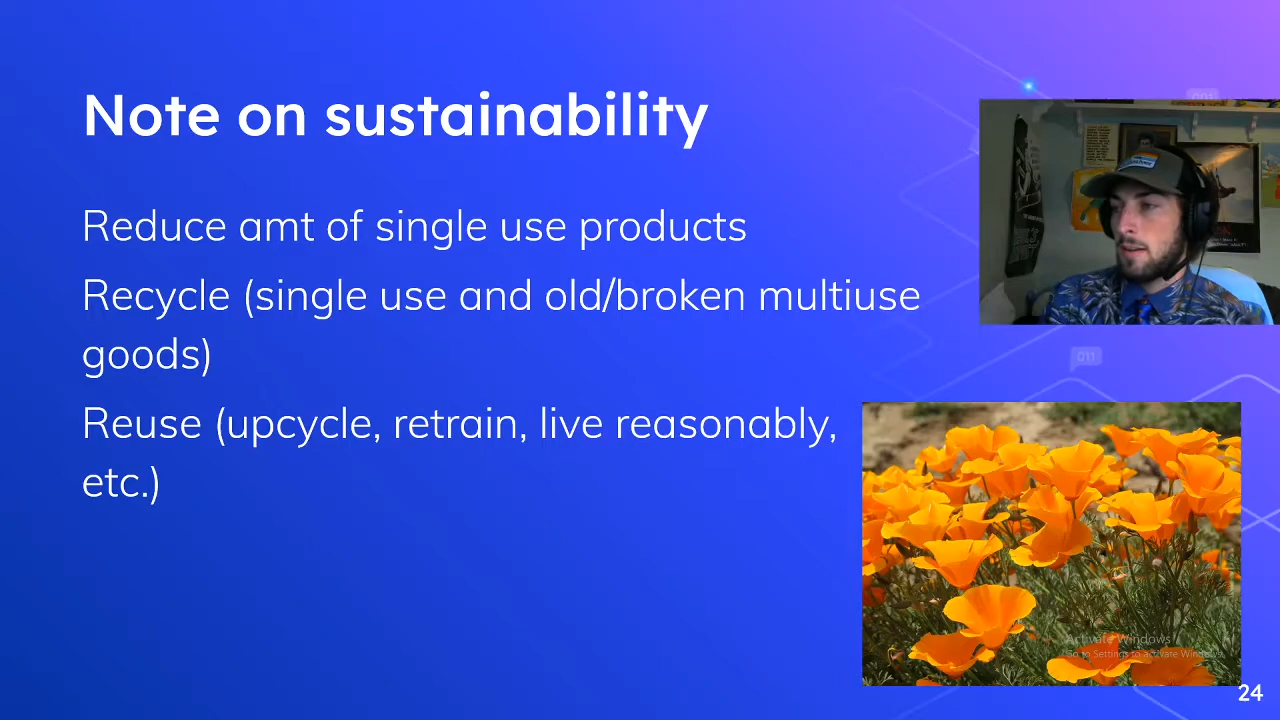 Note on sustainability
Reduce amt of single use products
Recycle (single use and old/broken multiuse
goods)
Reuse (upcycle, retrain, live reasonably,
etc.)
011
Activate Windows
Go to Settings to activate Windows.
24